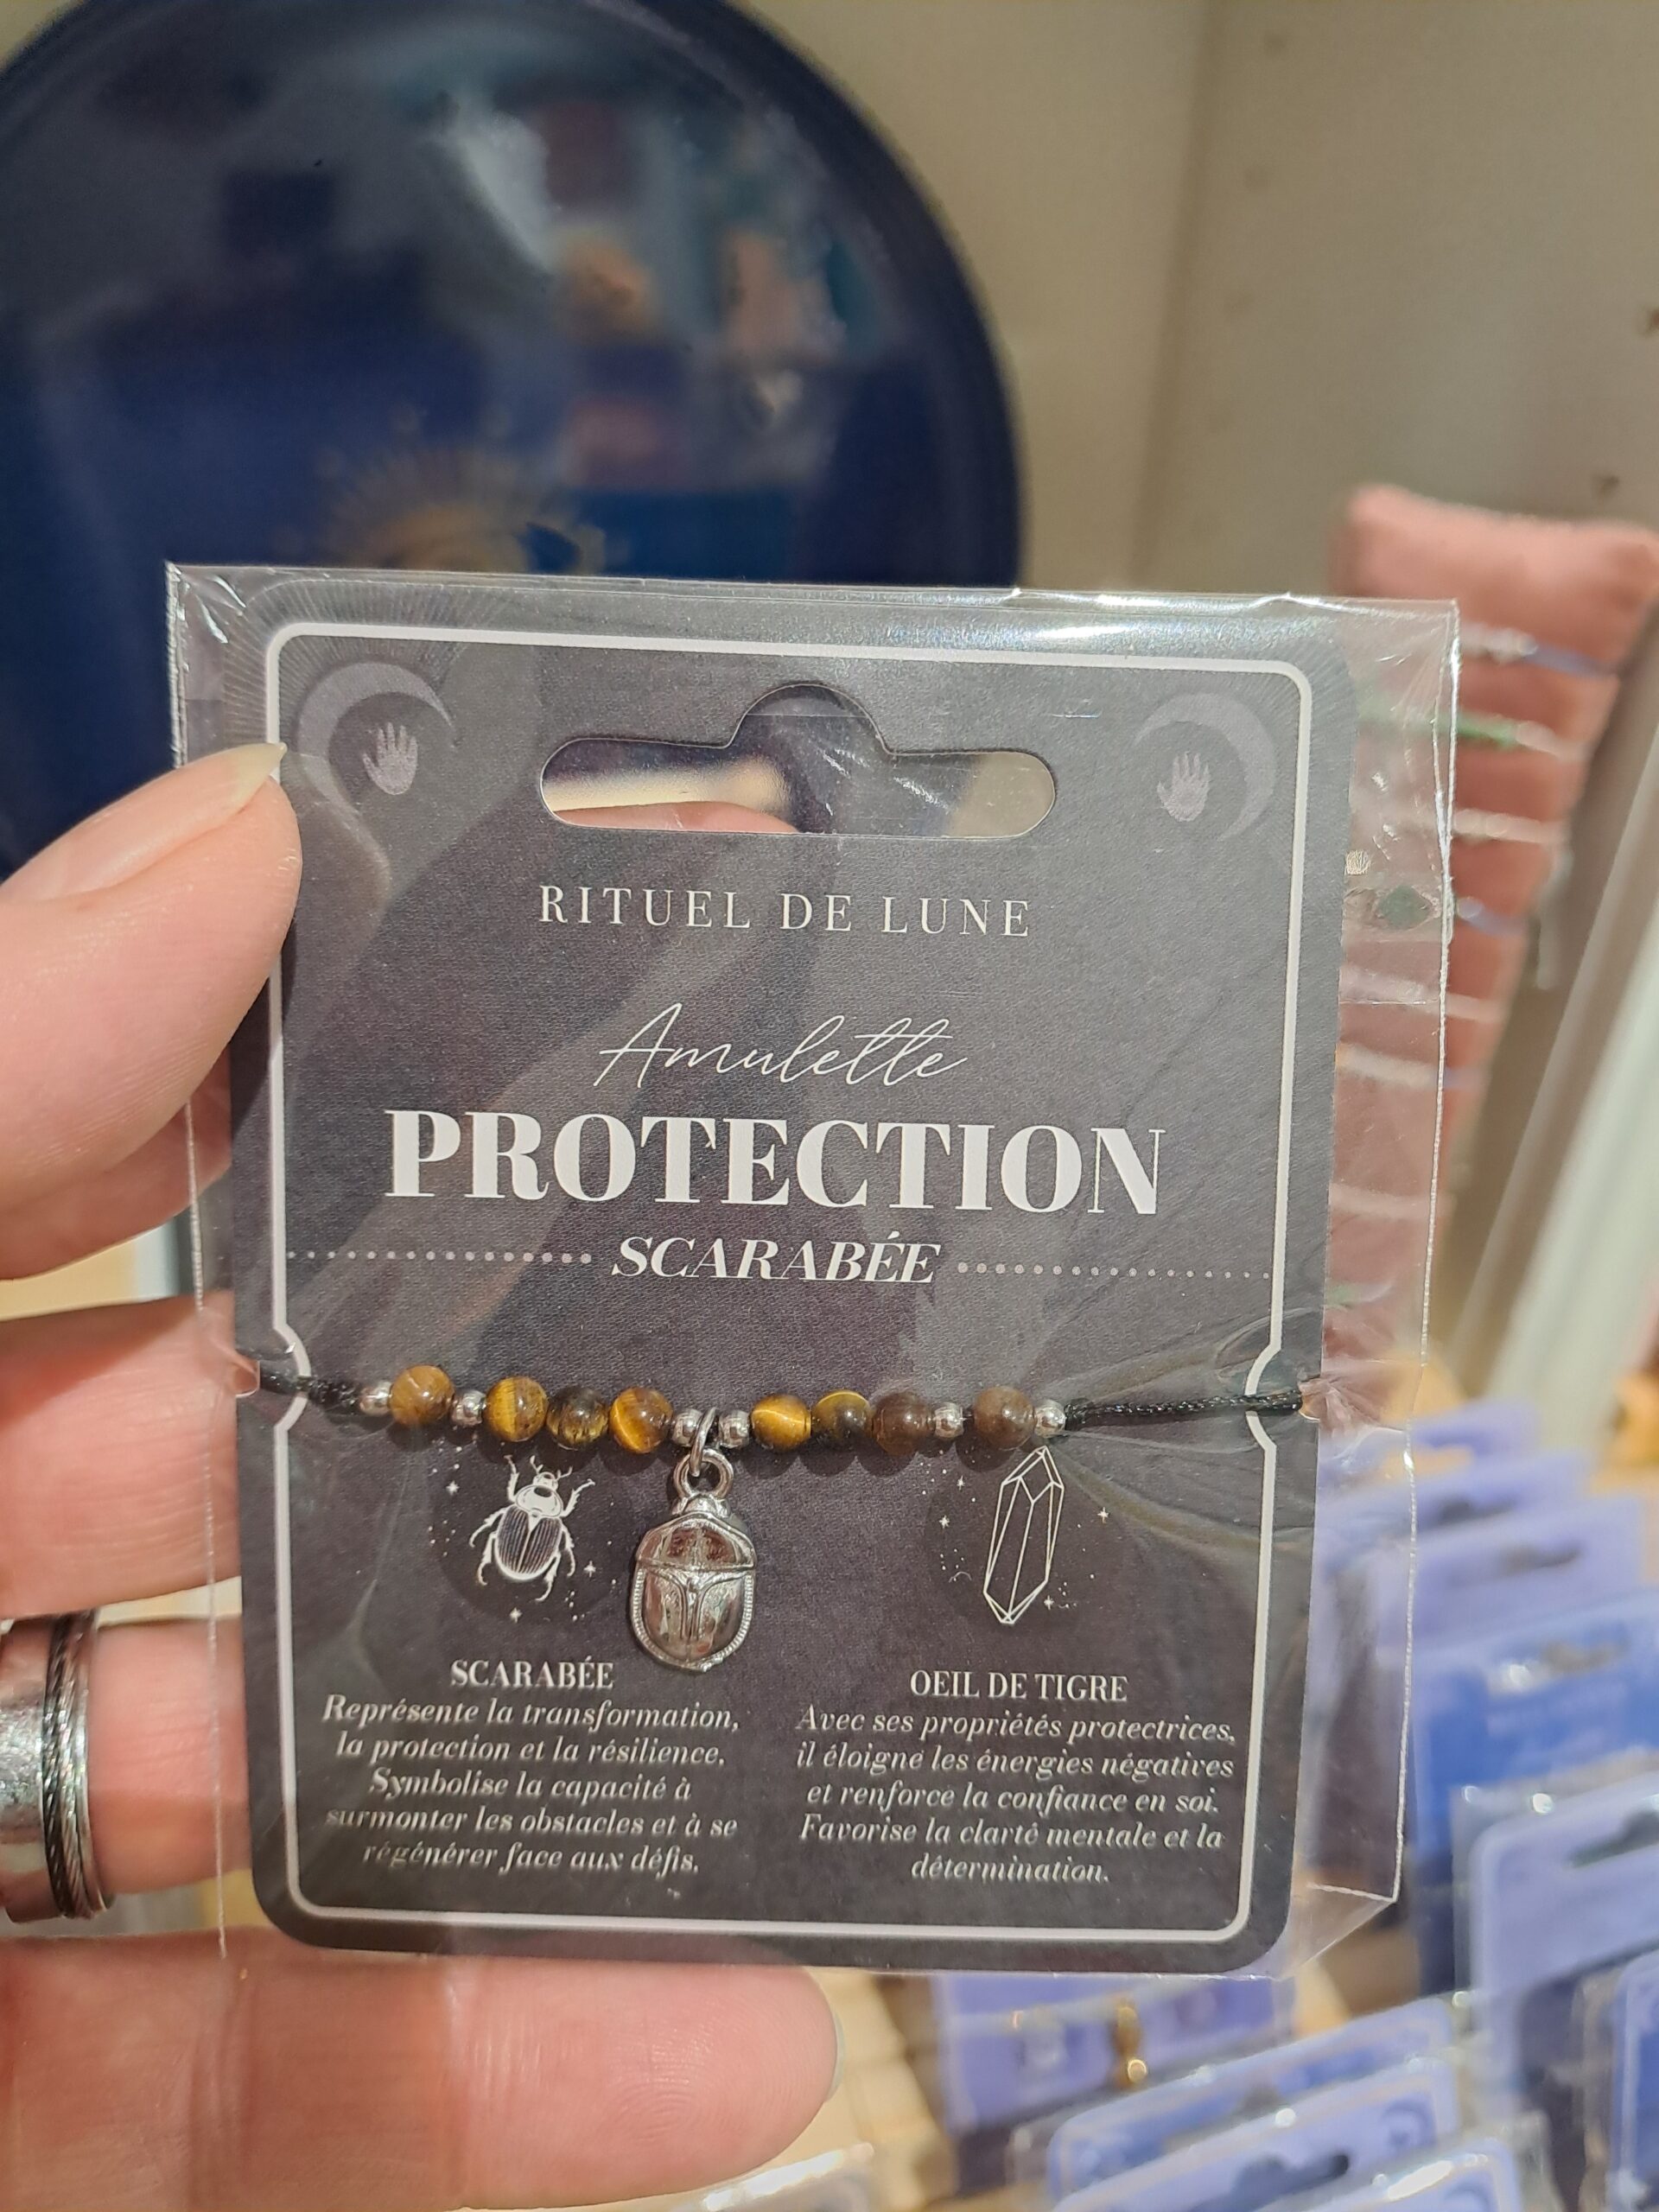 RITUEL DE LUNE
Amulette
PROTECTION
SCARABÉE
SCARABÉE
Représente la transformation,
la protection et la résilience.
Symbolise la capacité à
surmonter les obstacles et à se
régénérer face aux défis.
OEIL DE TIGRE
Avec ses propriétés protectrices,
il éloigne les énergies négatives
et renforce la confiance en soi.
Favorise la clarté mentale et la
détermination.